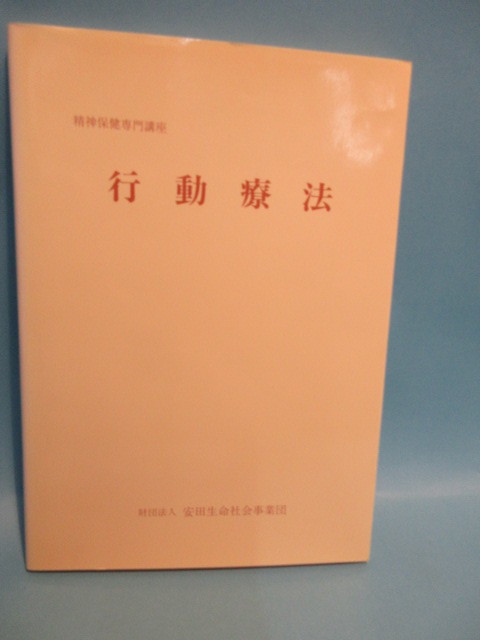 精神保健専門講座
行動療法
財団法人 安田生命社会事業団